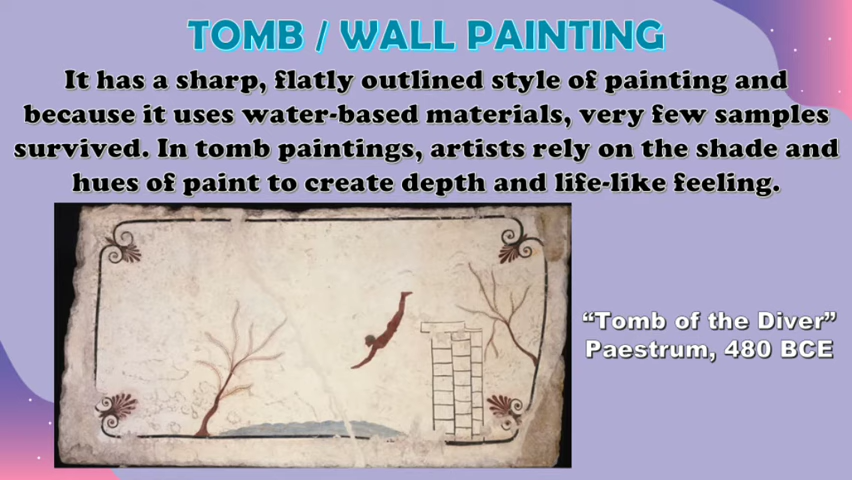 TOMB / WALL PAINTING
It has a sharp, flatly outlined style of painting and
because it uses water-based materials, very few samples
survived. In tomb paintings, artists rely on the shade and
hues of paint to create depth and life-like feeling.
“Tomb of the Diver”
Paestrum, 480 BCE